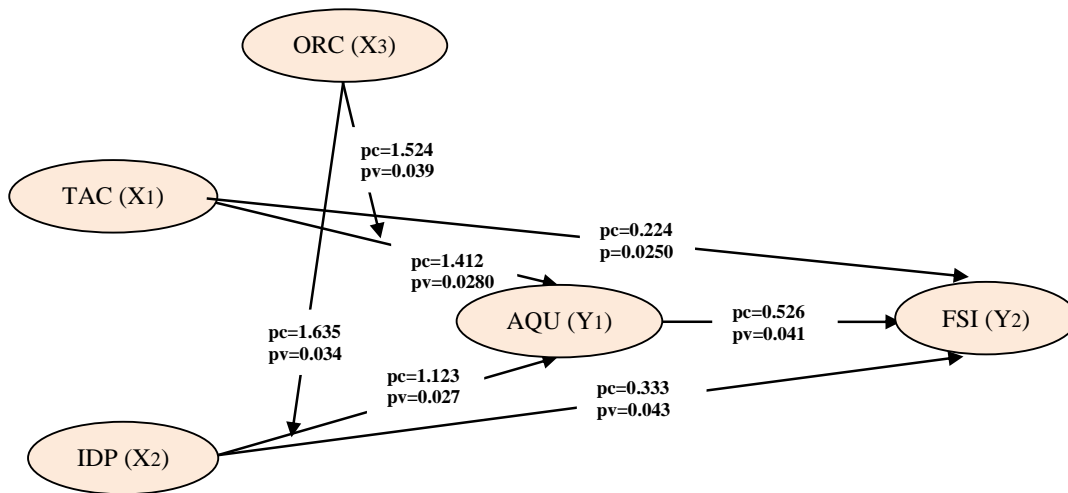 ORC (X3)
pc=1.524
pv=0.039
TAC (X1)
pc=0.224
p=0.0250
pc=1.412
pv=0.0280
AQU (Y1)
pc=0.526
pv=0.041
FSI (Y2)
pc=1.635
pv=0.034
pc=1.123
pv=0.027
pc=0.333
pv=0.043
IDP (X2)